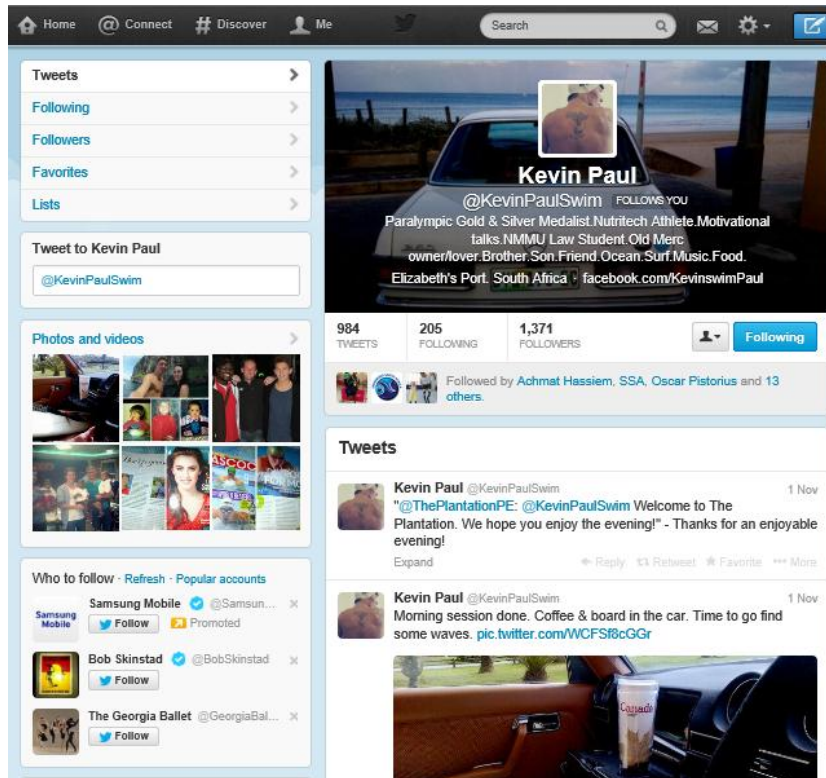 Home
Connect
Discover
Me
Search
Tweets
Following
Followers
Favorites
Lists
Tweet to Kevin Paul
@KevinPaulSwim
Photos and videos
Who to follow · Refresh · Popular accounts
Samsung Mobile
Samsung Mobile @Samsun...
Follow
Promoted
Bob Skinstad @BobSkinstad
Follow
The Georgia Ballet @GeorgiaBal...
Follow
Kevin Paul
@KevinPaulSwim FOLLOWS YOU
Paralympic Gold & Silver Medalist.Nutritech Athlete.Motivational
talks.NMMU Law Student.Old Merc
owner/lover.Brother.Son.Friend.Ocean.Surf.Music.Food.
Elizabeth's Port. South Africa · facebook.com/KevinswimPaul
984
TWEETS
205
FOLLOWING
1,371
FOLLOWERS
Following
Followed by Achmat Hassiem, SSA, Oscar Pistorius and 13
others.
Tweets
Kevin Paul @KevinPaulSwim 1 Nov
"@ThePlantationPE: @KevinPaulSwim Welcome to The
Plantation. We hope you enjoy the evening!" - Thanks for an enjoyable
evening!
Expand
Reply Retweet Favorite More
Kevin Paul @KevinPaulSwim 1 Nov
Morning session done. Coffee & board in the car. Time to go find
some waves. pic.twitter.com/WCFSf8cGGr